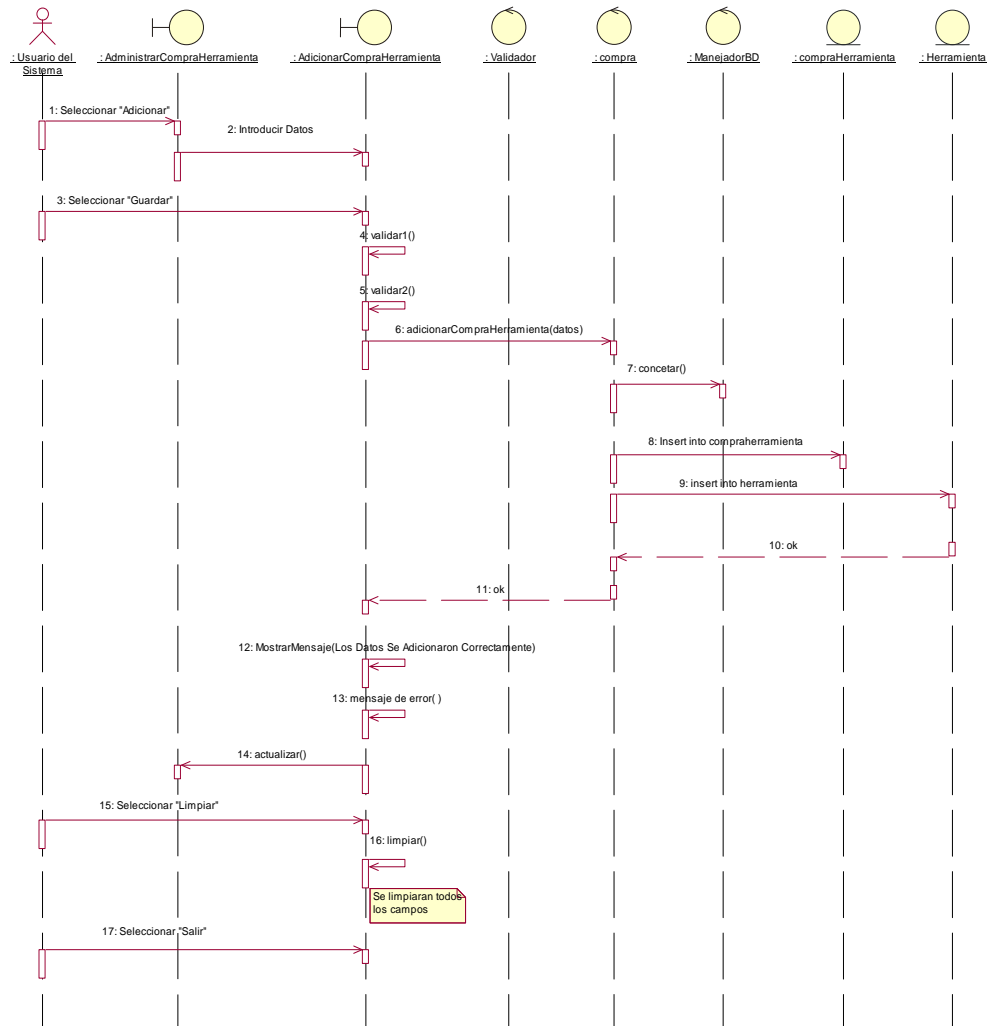 : Usuario del
Sistema
: AdministrarCompraHerramienta
: AdicionarCompraHerramienta
: Validador
: compra
: ManejadorBD
: compraHerramienta
: Herramienta
1: Seleccionar "Adicionar"
2: Introducir Datos
3: Seleccionar "Guardar"
4: validar1()
5: validar2()
6: adicionarCompraHerramienta(datos)
7: concetar()
8: Insert into compraherramienta
9: insert into herramienta
10: ok
11: ok
12: MostrarMensaje(Los Datos Se Adicionaron Correctamente)
13: mensaje de error( )
14: actualizar()
15: Seleccionar "Limpiar"
16: limpiar()
Se limpiaran todos
los campos
17: Seleccionar "Salir"